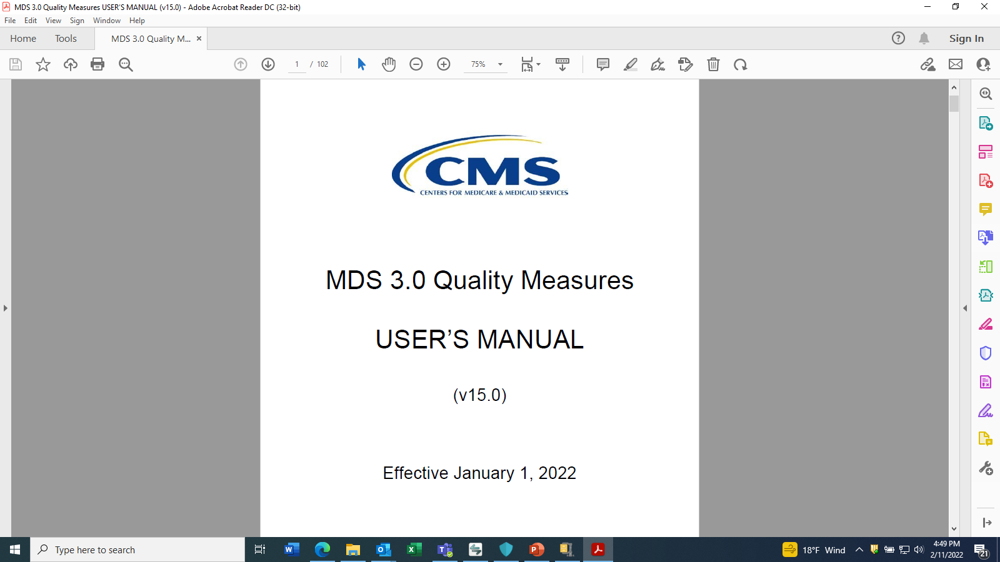 MDS 3.0 Quality Measures USER'S MANUAL (v15.0) - Adobe Acrobat Reader DC (32-bit)
File Edit View Sign Window Help
Home Tools MDS 3.0 Quality M... × Sign In
1 / 102 75%
CMS
CENTERS FOR MEDICARE & MEDICAID SERVICES
MDS 3.0 Quality Measures
USER’S MANUAL
(v15.0)
Effective January 1, 2022
Type here to search
18°F Wind
4:49 PM
2/11/2022
21